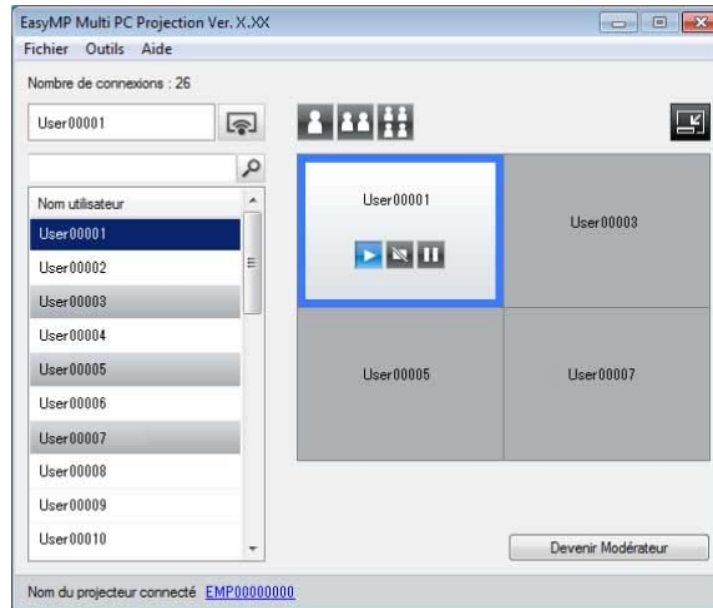 EasyMP Multi PC Projection Ver. X.XX
Fichier Outils Aide
Nombre de connexions : 26
User00001
Nom utilisateur
User00001
User00002
User00003
User00004
User00005
User00006
User00007
User00008
User00009
User00010
User00001
User00003
User00005
User00007
Devenir Modérateur
Nom du projecteur connecté EMP00000000